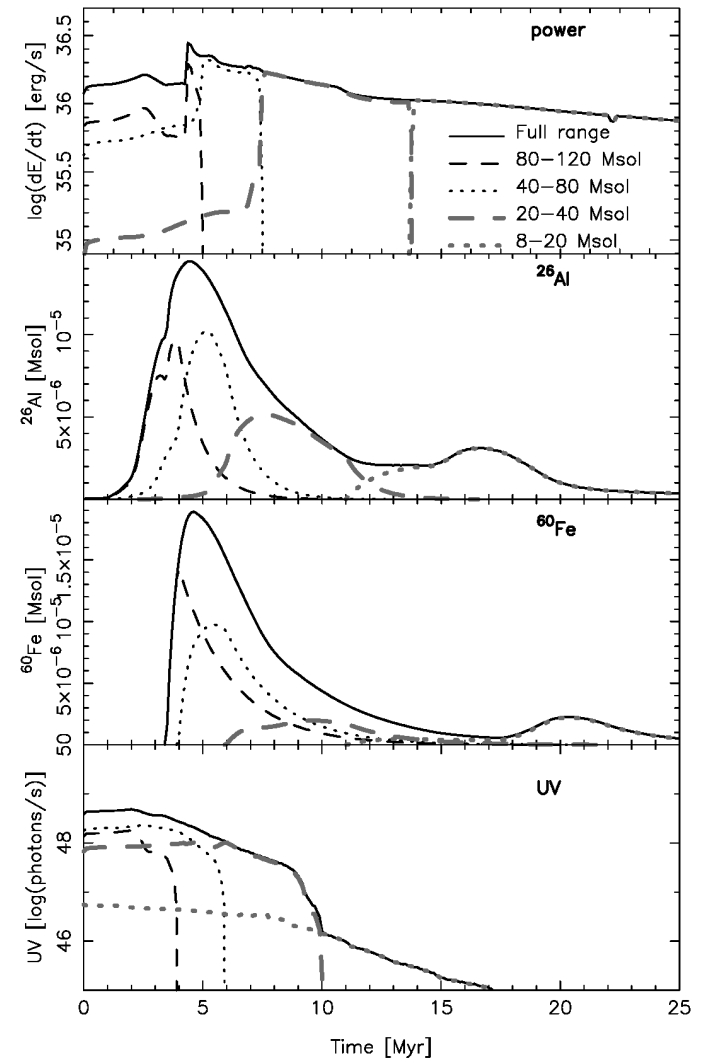 power
log(dE/dt) [erg/s]
36.5
36
35.5
35
Full range
80−120 Msol
40−80 Msol
20−40 Msol
8−20 Msol
26Al
26Al [Msol]
10−5
5×10−6
0
60Fe
60Fe [Msol]
1.5×10−5
10−5
5×10−6
50
UV
UV [log(photons/s)]
48
46
0 5 10 15 20 25
Time [Myr]